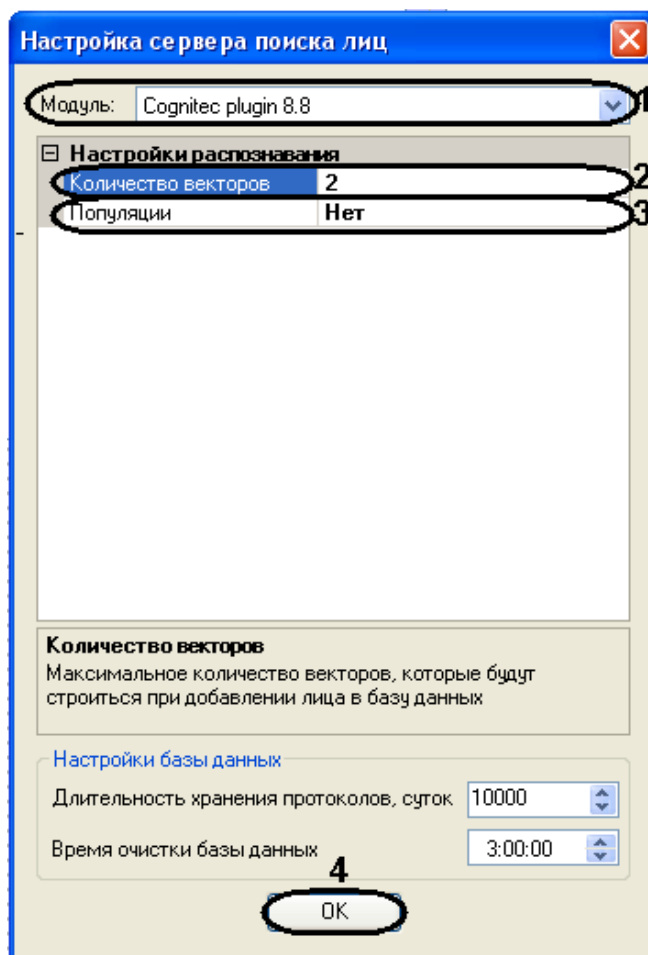 Настройка сервера поиска лиц
Модуль: Cognitec plugin 8.8 1
Настройки распознавания
Количество векторов 2 2
Популяции Нет 3
Количество векторов
Максимальное количество векторов, которые будут
строиться при добавлении лица в базу данных
Настройки базы данных
Длительность хранения протоколов, суток 10000
Время очистки базы данных 3:00:00
4
OK